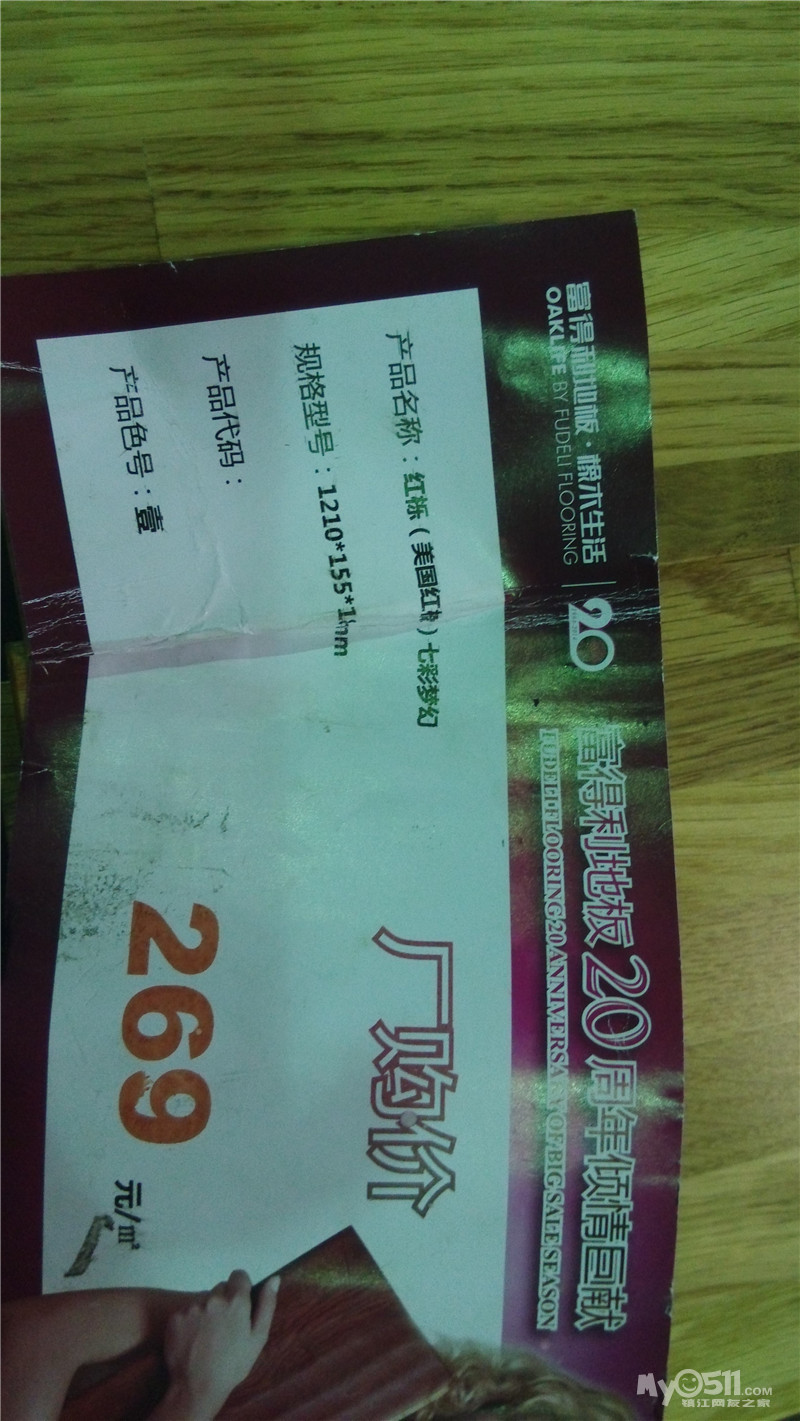 富得利地板·橡木生活
OAKLIFE BY FUDELI FLOORING
20
富得利地板20周年倾情巨献
FUDELI FLOORING 20 ANNIVERSARY OF BIG SALE SEASON
产品名称：红栎（美国红橡）七彩梦幻
规格型号：1210*155*1mm
产品代码：
产品色号：壹
厂购价
269元/㎡
My0511.COM
镇江网友之家